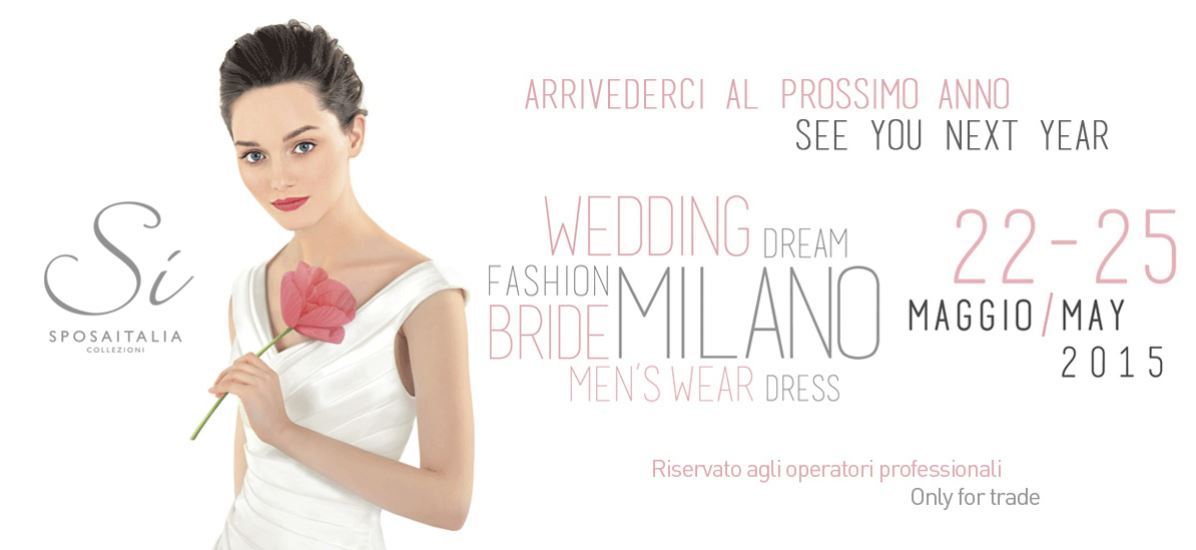 Sì
SPOSAITALIA
COLLEZIONI
ARRIVEDERCI AL PROSSIMO ANNO
SEE YOU NEXT YEAR
WEDDING DREAM
FASHION
BRIDE MILANO
MEN'S WEAR DRESS
22-25
MAGGIO/MAY
2015
Riservato agli operatori professionali
Only for trade